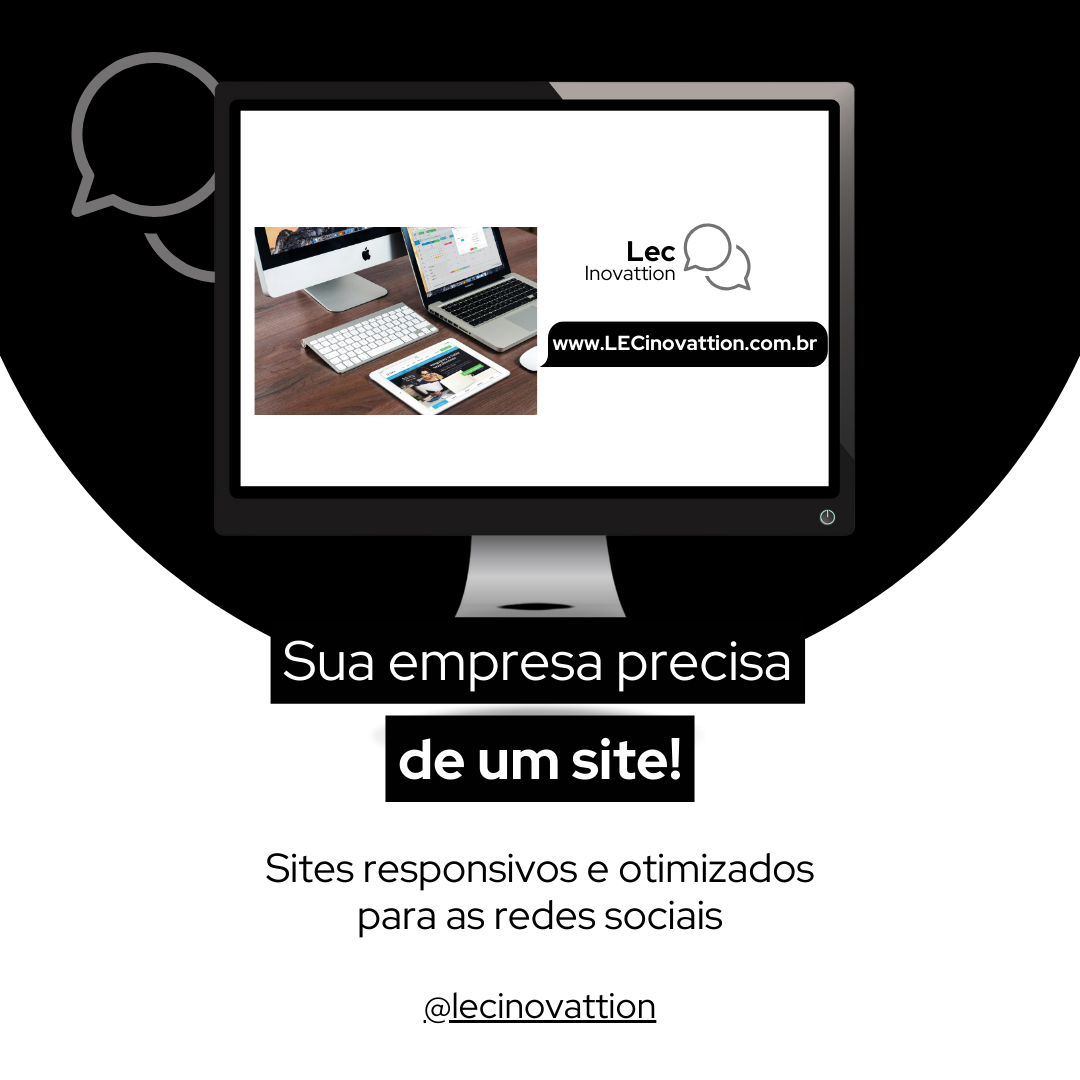 Lec
Inovattion
www.LECinovattion.com.br
Sua empresa precisa
de um site!
Sites responsivos e otimizados
para as redes sociais
@lecinovattion